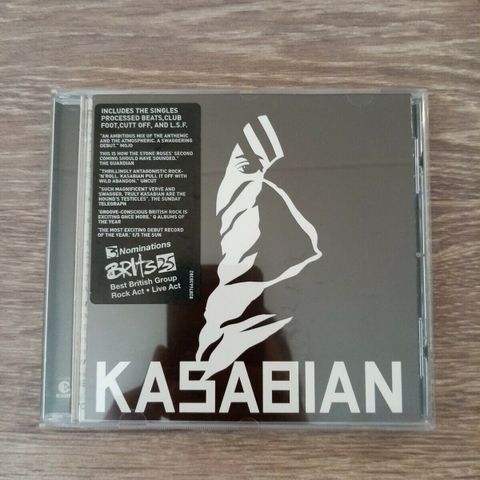 INCLUDES THE SINGLES
PROCESSED BEATS,CLUB
FOOT,CUTT OFF, AND L.S.F.
"AN AMBITIOUS MIX OF THE ANTHEMIC
AND THE ATMOSPHERIC, A SWAGGERING
DEBUT." MOJO
"THIS IS HOW THE STONE ROSES' SECOND
COMING SHOULD HAVE SOUNDED."
THE GUARDIAN
"THRILLINGLY ANTAGONISTIC ROCK-
'N'ROLL. KASABIAN PULL IT OFF WITH
WILD ABANDON." UNCUT
"SUCH MAGNIFICENT VERVE AND
SWAGGER, TRULY KASABIAN ARE THE
HOUND'S TESTICLES". THE SUNDAY
TELEGRAPH
'GROOVE-CONSCIOUS BRITISH ROCK IS
EXCITING ONCE MORE.' Q ALBUMS OF
THE YEAR
"THE MOST EXCITING DEBUT RECORD
OF THE YEAR." 5/5 THE SUN
3 Nominations
BRITS 25
Best British Group
Rock Act • Live Act
KASABIAN